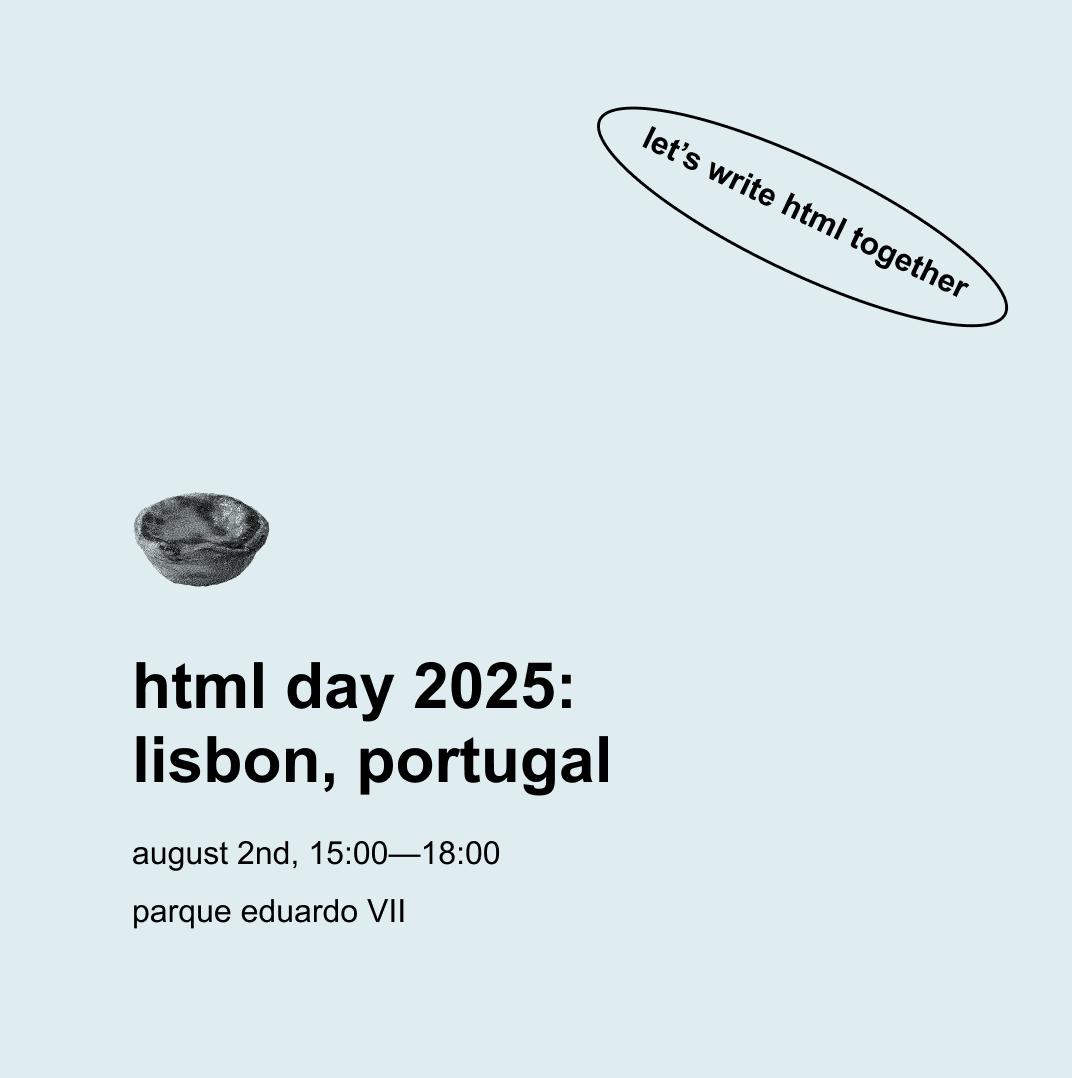 let’s write html together
html day 2025:
lisbon, portugal
august 2nd, 15:00—18:00
parque eduardo VII